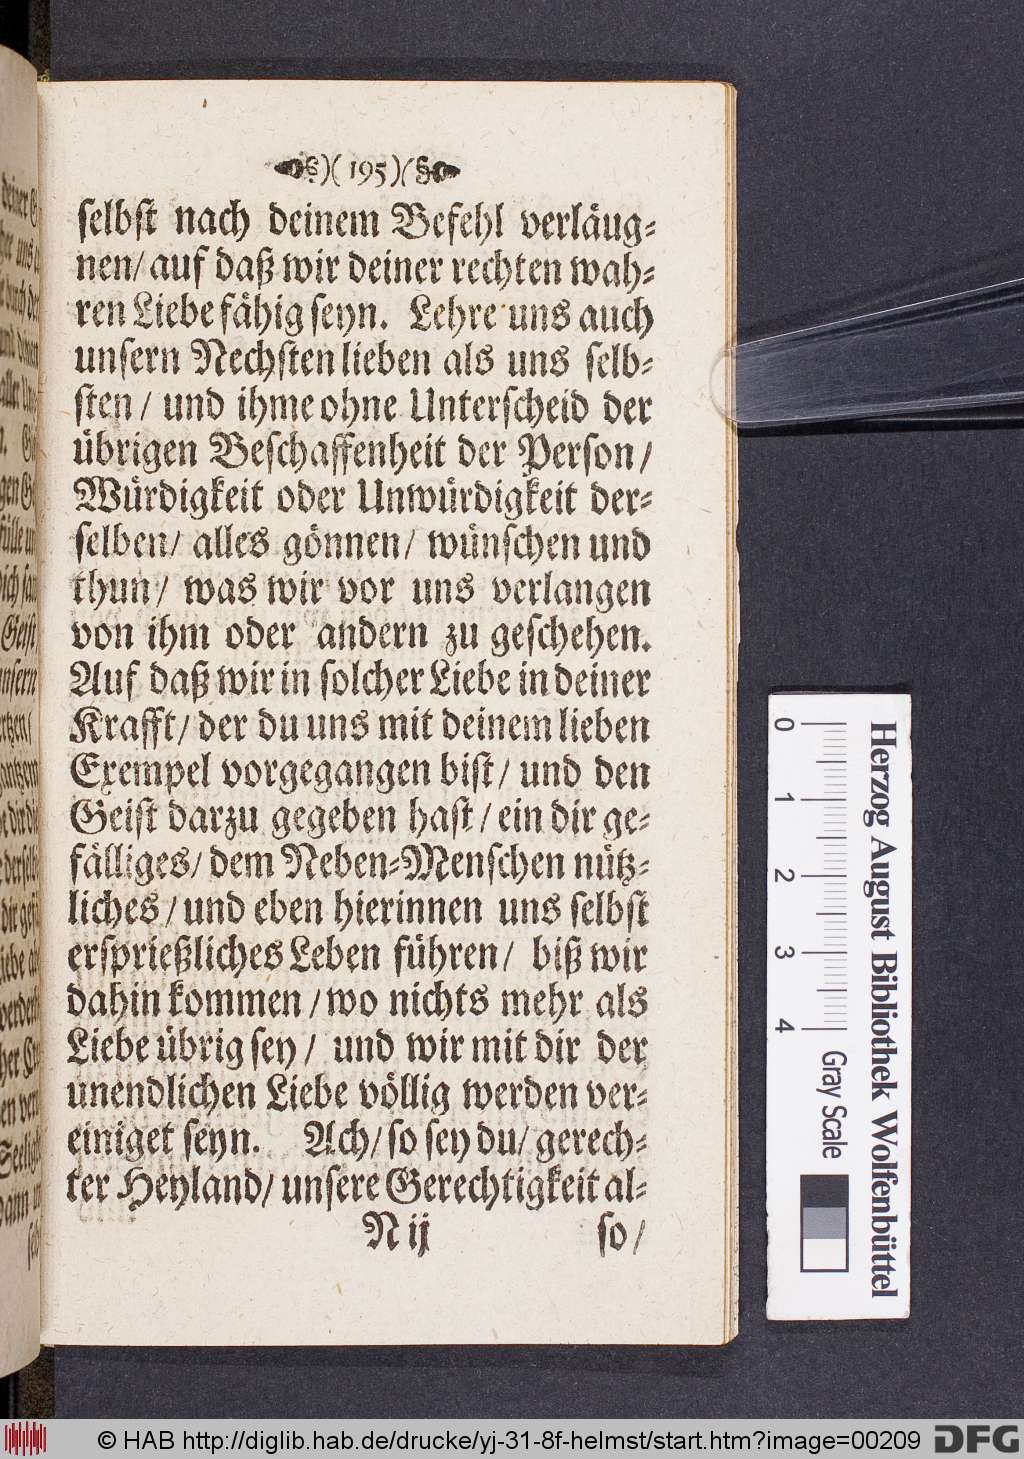 )( 195 )(
selbst nach deinem Befehl verläug⸗
nen/ auf daß wir deiner rechten wah⸗
ren Liebe fähig seyn. Lehre uns auch
unsern Nechsten lieben als uns selb⸗
sten / und ihme ohne Unterscheid der
übrigen Beschaffenheit der Person/
Würdigkeit oder Unwürdigkeit der⸗
selben/ alles gönnen/ wünschen und
thun/ was wir vor uns verlangen
von ihm oder andern zu geschehen.
Auf daß wir in solcher Liebe in deiner
Krafft/ der du uns mit deinem lieben
Exempel vorgegangen bist/ und den
Geist darzu gegeben hast / ein dir ge⸗
fälliges/ dem Neben⸗Menschen nütz⸗
liches / und eben hierinnen uns selbst
ersprießliches Leben führen/ biß wir
dahin kommen / wo nichts mehr als
Liebe übrig sey / und wir mit dir der
unendlichen Liebe völlig werden ver⸗
einiget seyn. Ach/ so sey du/ gerech⸗
ter Heyland/ unsere Gerechtigkeit al⸗
N ij so /
Herzog August Bibliothek Wolfenbüttel
0 1 2 3 4 Gray Scale
© HAB http://diglib.hab.de/drucke/yj-31-8f-helmst/start.htm?image=00209 DFG